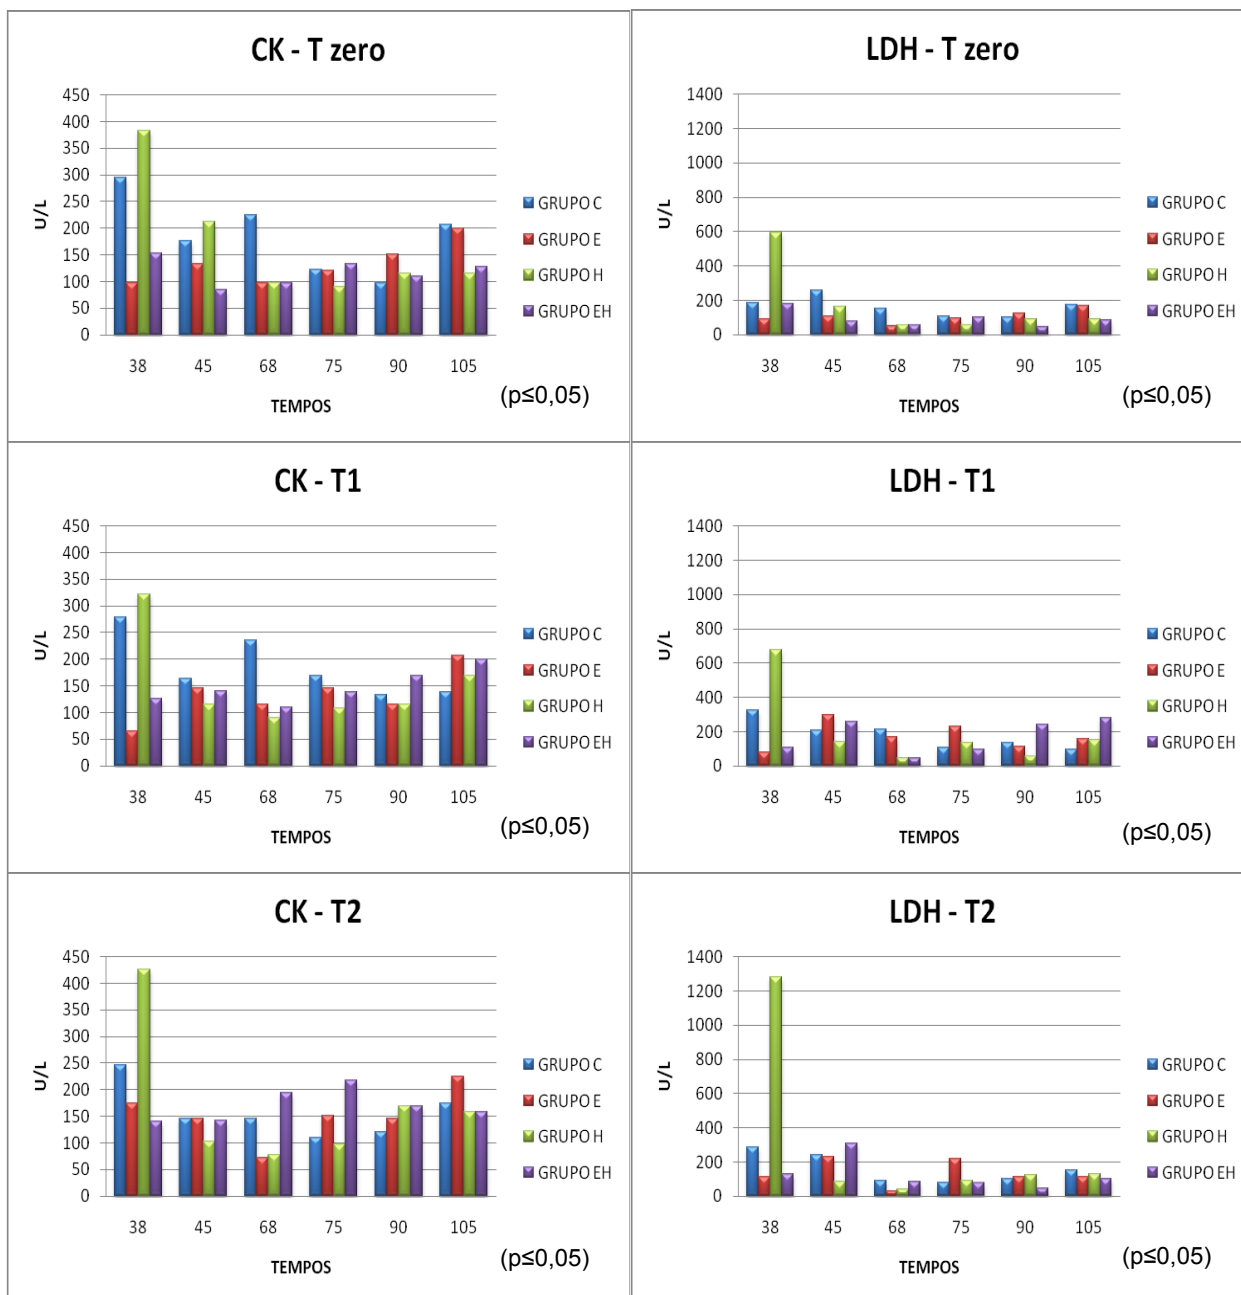 CK - T zero
450
400
350
300
250
200
150
100
50
0
U/L
38 45 68 75 90 105
TEMPOS
(p≤0,05)
GRUPO C
GRUPO E
GRUPO H
GRUPO EH
LDH - T zero
1400
1200
1000
800
600
400
200
0
U/L
38 45 68 75 90 105
TEMPOS
(p≤0,05)
GRUPO C
GRUPO E
GRUPO H
GRUPO EH
CK - T1
450
400
350
300
250
200
150
100
50
0
U/L
38 45 68 75 90 105
TEMPOS
(p≤0,05)
GRUPO C
GRUPO E
GRUPO H
GRUPO EH
LDH - T1
1400
1200
1000
800
600
400
200
0
U/L
38 45 68 75 90 105
TEMPOS
(p≤0,05)
GRUPO C
GRUPO E
GRUPO H
GRUPO EH
CK - T2
450
400
350
300
250
200
150
100
50
0
U/L
38 45 68 75 90 105
TEMPOS
(p≤0,05)
GRUPO C
GRUPO E
GRUPO H
GRUPO EH
LDH - T2
1400
1200
1000
800
600
400
200
0
U/L
38 45 68 75 90 105
TEMPOS
(p≤0,05)
GRUPO C
GRUPO E
GRUPO H
GRUPO EH